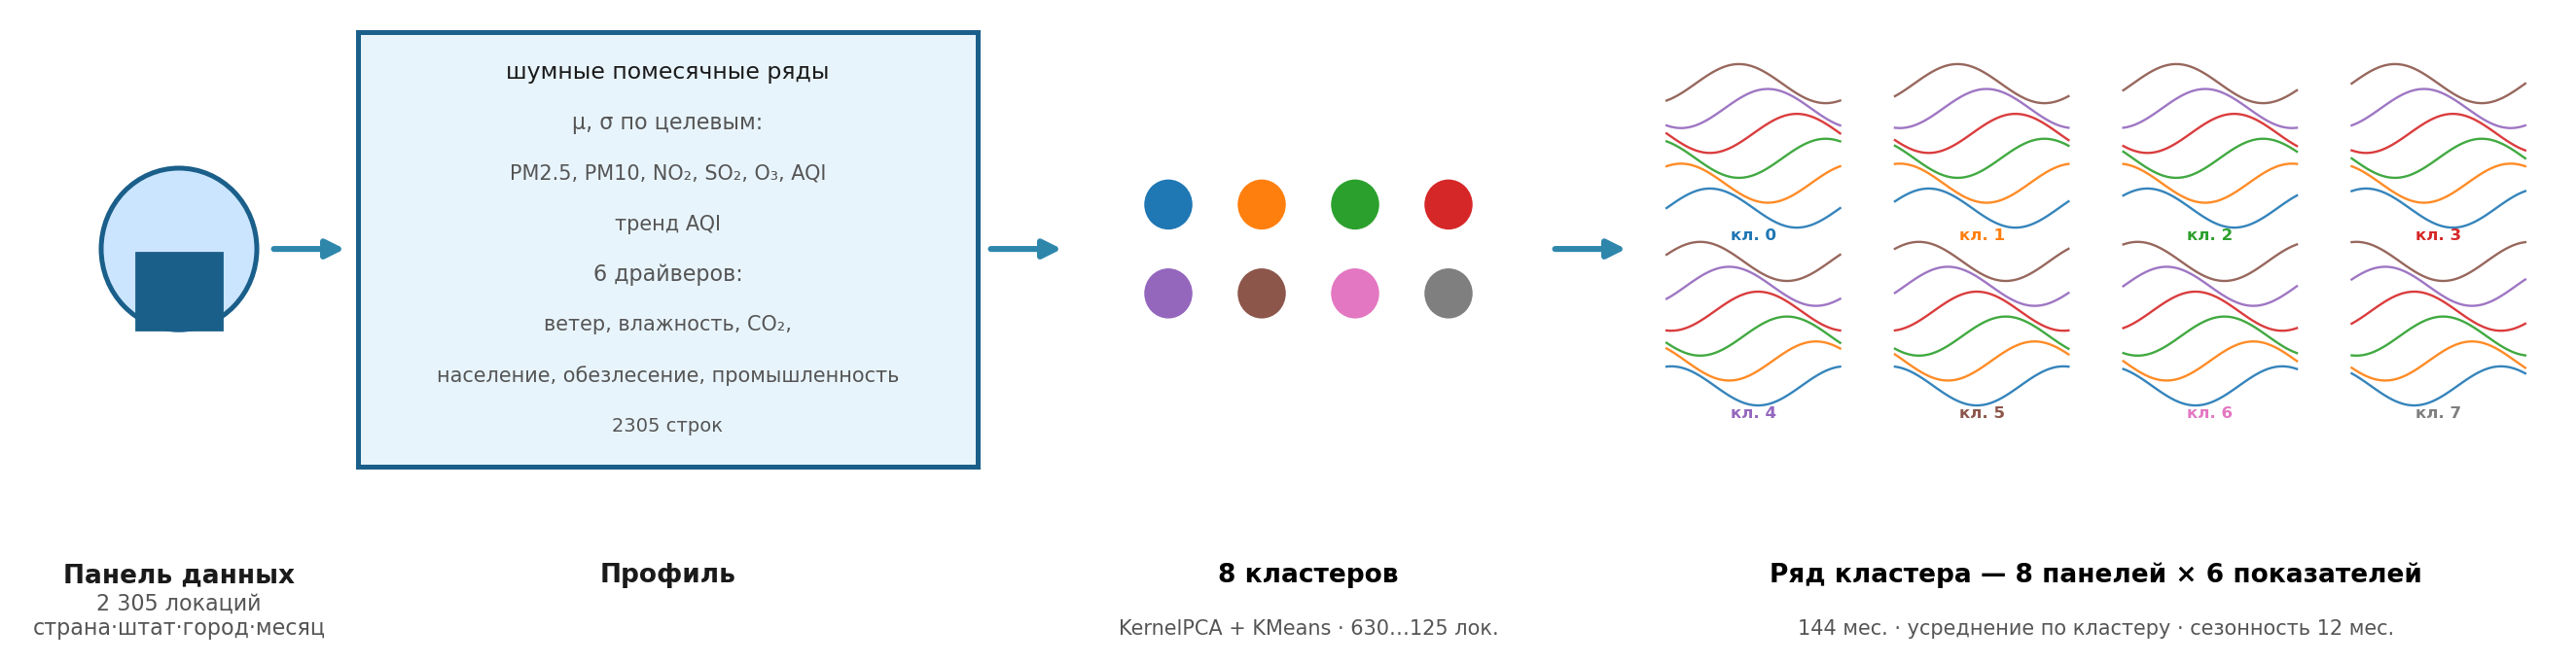 шумные помесячные ряды
μ, σ по целевым:
PM2.5, PM10, NO₂, SO₂, O₃, AQI
тренд AQI
6 драйверов:
ветер, влажность, CO₂,
население, обезлесение, промышленность
2305 строк
кл. 0
кл. 1
кл. 2
кл. 3
кл. 4
кл. 5
кл. 6
кл. 7
Панель данных
2 305 локаций
страна·штат·город·месяц
Профиль
8 кластеров
KernelPCA + KMeans · 630…125 лок.
Ряд кластера — 8 панелей × 6 показателей
144 мес. · усреднение по кластеру · сезонность 12 мес.